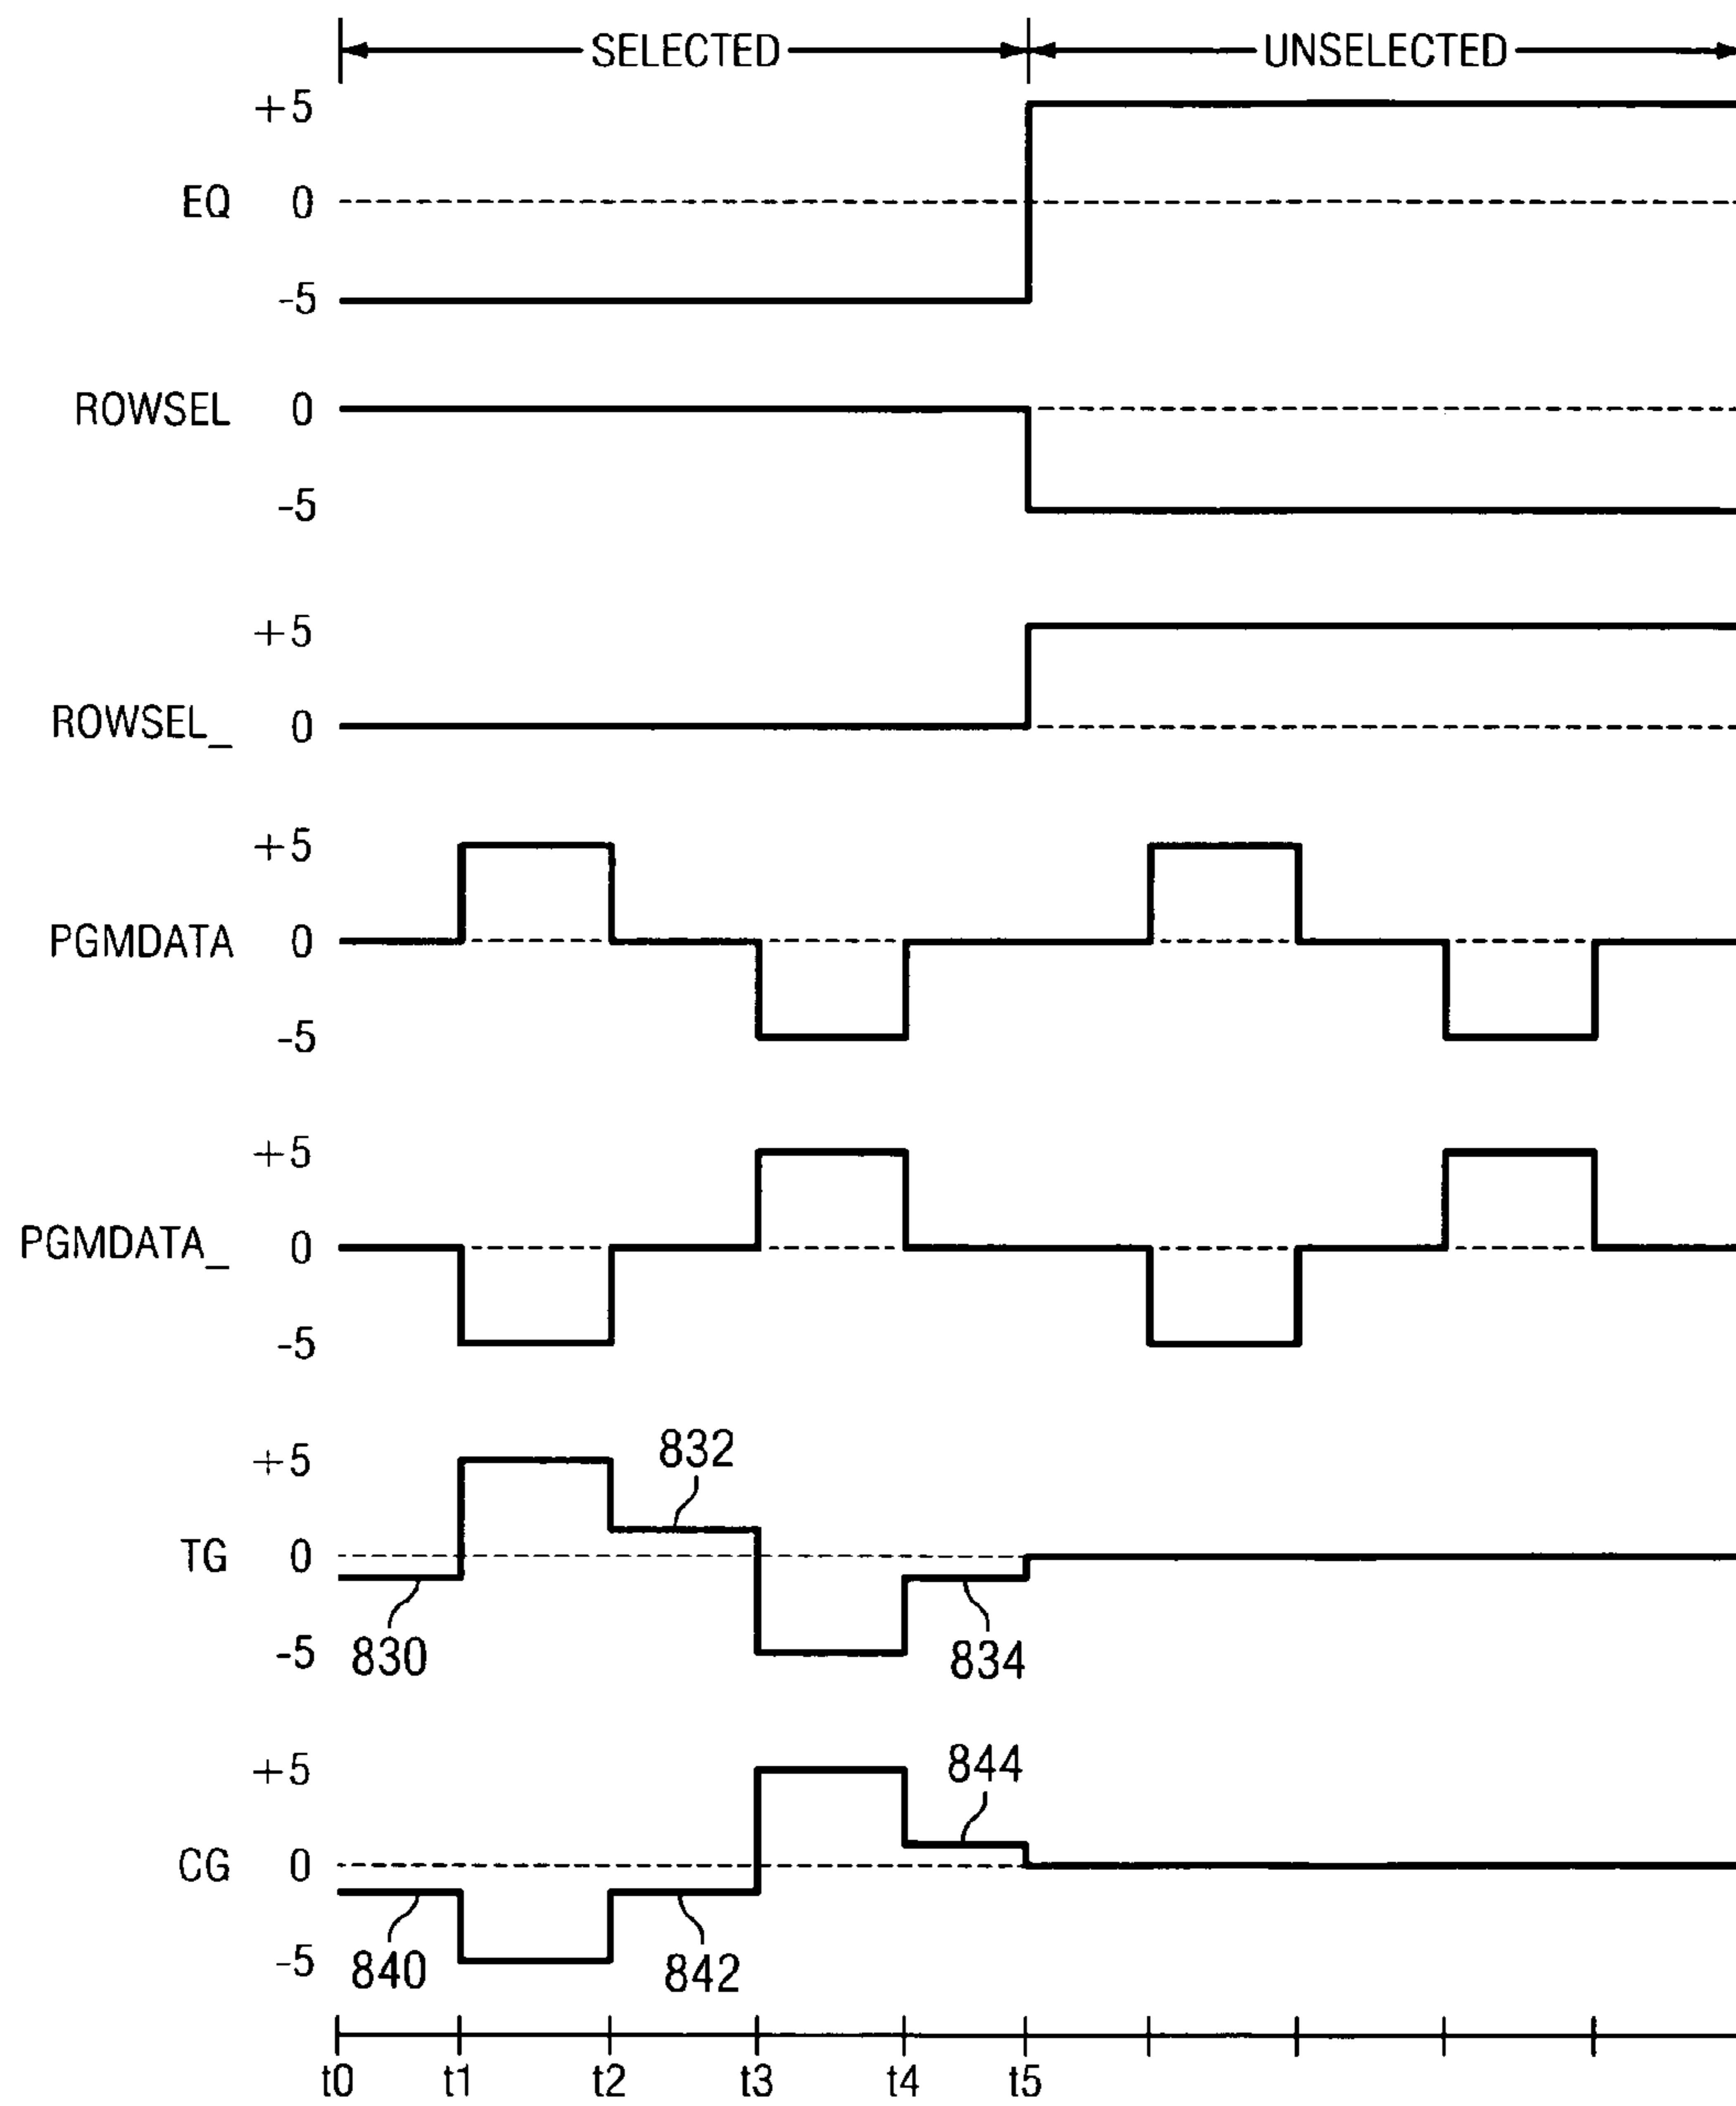 SELECTED UNSELECTED
+5
EQ 0
-5
ROWSEL 0
-5
+5
ROWSEL_ 0
+5
PGMDATA 0
-5
+5
PGMDATA_ 0
-5
832
+5
TG 0
-5 830 834
844
+5
CG 0
-5 840 842
t0 t1 t2 t3 t4 t5